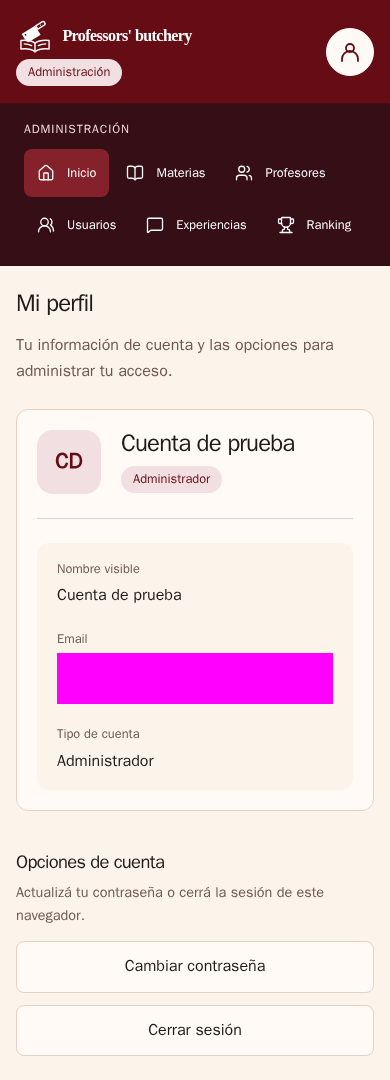 Professors' butchery
Administración
ADMINISTRACIÓN
Inicio
Materias
Profesores
Usuarios
Experiencias
Ranking
Mi perfil
Tu información de cuenta y las opciones para
administrar tu acceso.
CD
Cuenta de prueba
Administrador
Nombre visible
Cuenta de prueba
Email
Tipo de cuenta
Administrador
Opciones de cuenta
Actualizá tu contraseña o cerrá la sesión de este
navegador.
Cambiar contraseña
Cerrar sesión